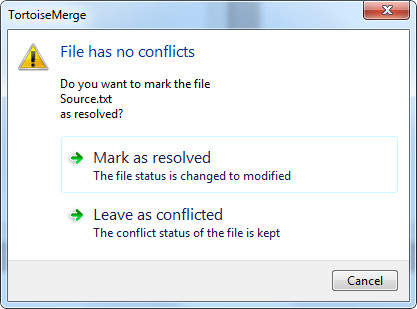 TortoiseMerge
File has no conflicts
Do you want to mark the file
Source.txt
as resolved?
Mark as resolved
The file status is changed to modified
Leave as conflicted
The conflict status of the file is kept
Cancel